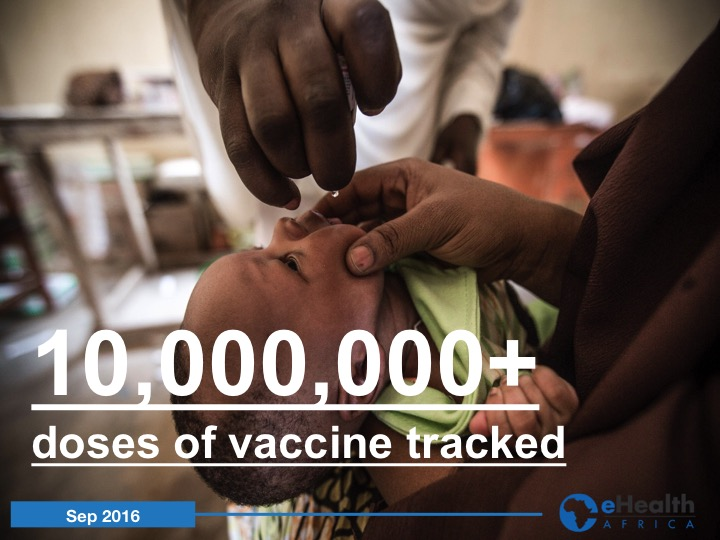 10,000,000+
doses of vaccine tracked
Sep 2016
eHealth
AFRICA